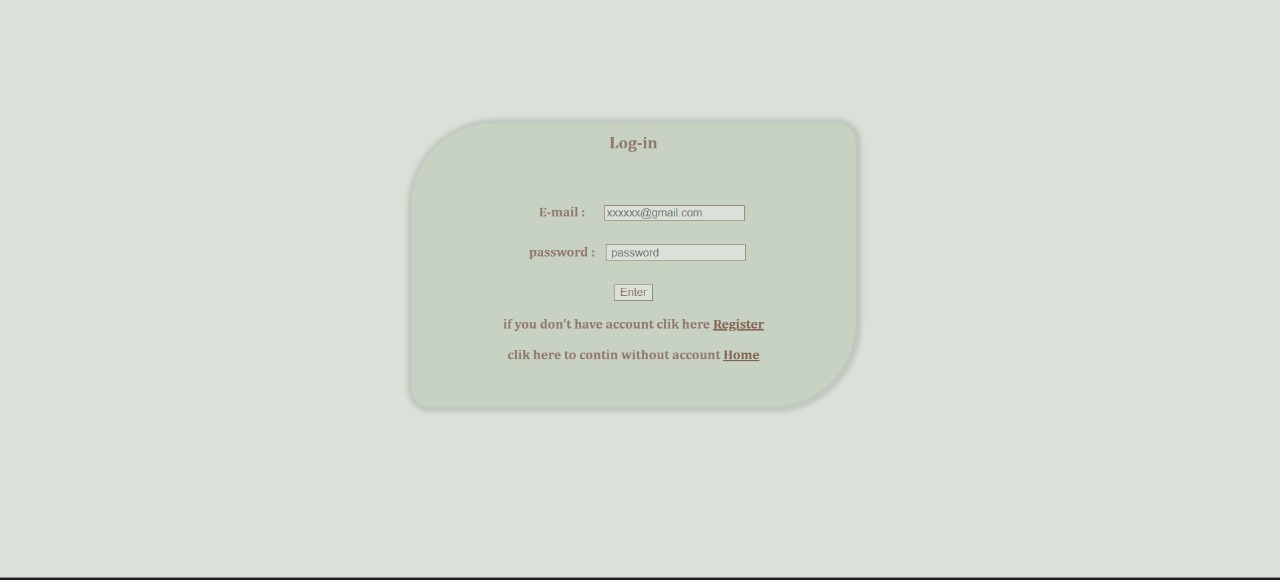 Log-in
E-mail : xxxxxx@gmail.com
password : password
Enter
if you don't have account clik here Register
clik here to contin without account Home